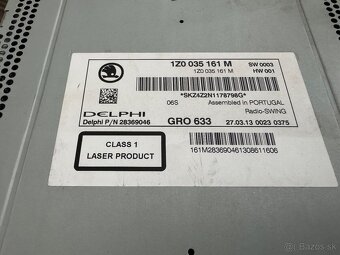 1Z0 035 161 M SW 0003
1Z0 035 161 M HW 001
*SKZ4Z2N1178798G*
06S Assembled in PORTUGAL
Radio-SWING
DELPHI
Delphi P/N 28369046 GRO 633 27.03.13 0023 0375
CLASS 1
LASER PRODUCT
161M283690461308611606
bazos.sk